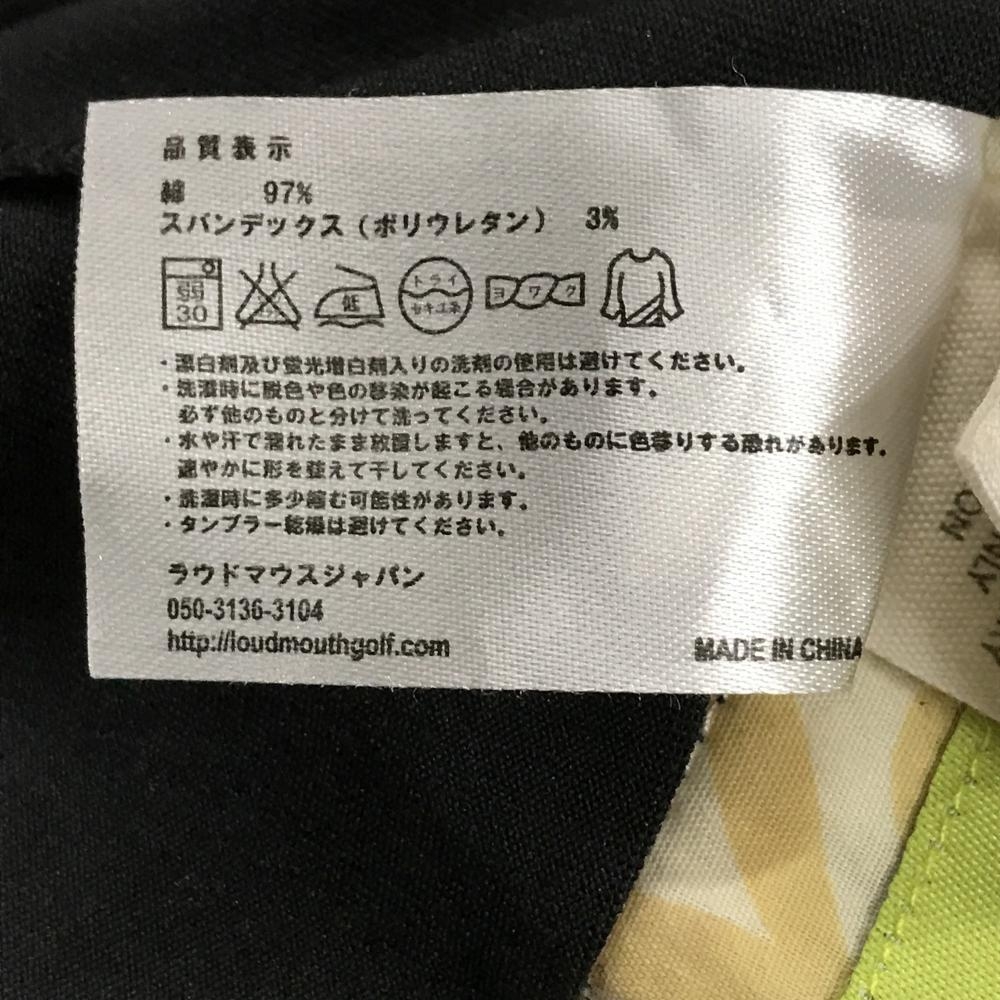 品質表示
綿 97%
スパンデックス（ポリウレタン） 3%
弱 30 低 ドライ セキユ系 ヨワク
・漂白剤及び蛍光増白剤入りの洗剤の使用は避けてください。
・洗濯時に脱色や色の移染が起こる場合があります。
必ず他のものと分けて洗ってください。
・水や汗で濡れたまま放置しますと、他のものに色移りする恐れがあります。
速やかに形を整えて干してください。
・洗濯時に多少縮む可能性があります。
・タンブラー乾燥は避けてください。
ラウドマウスジャパン
050-3136-3104
http://loudmouthgolf.com
MADE IN CHINA
ON
ONLY